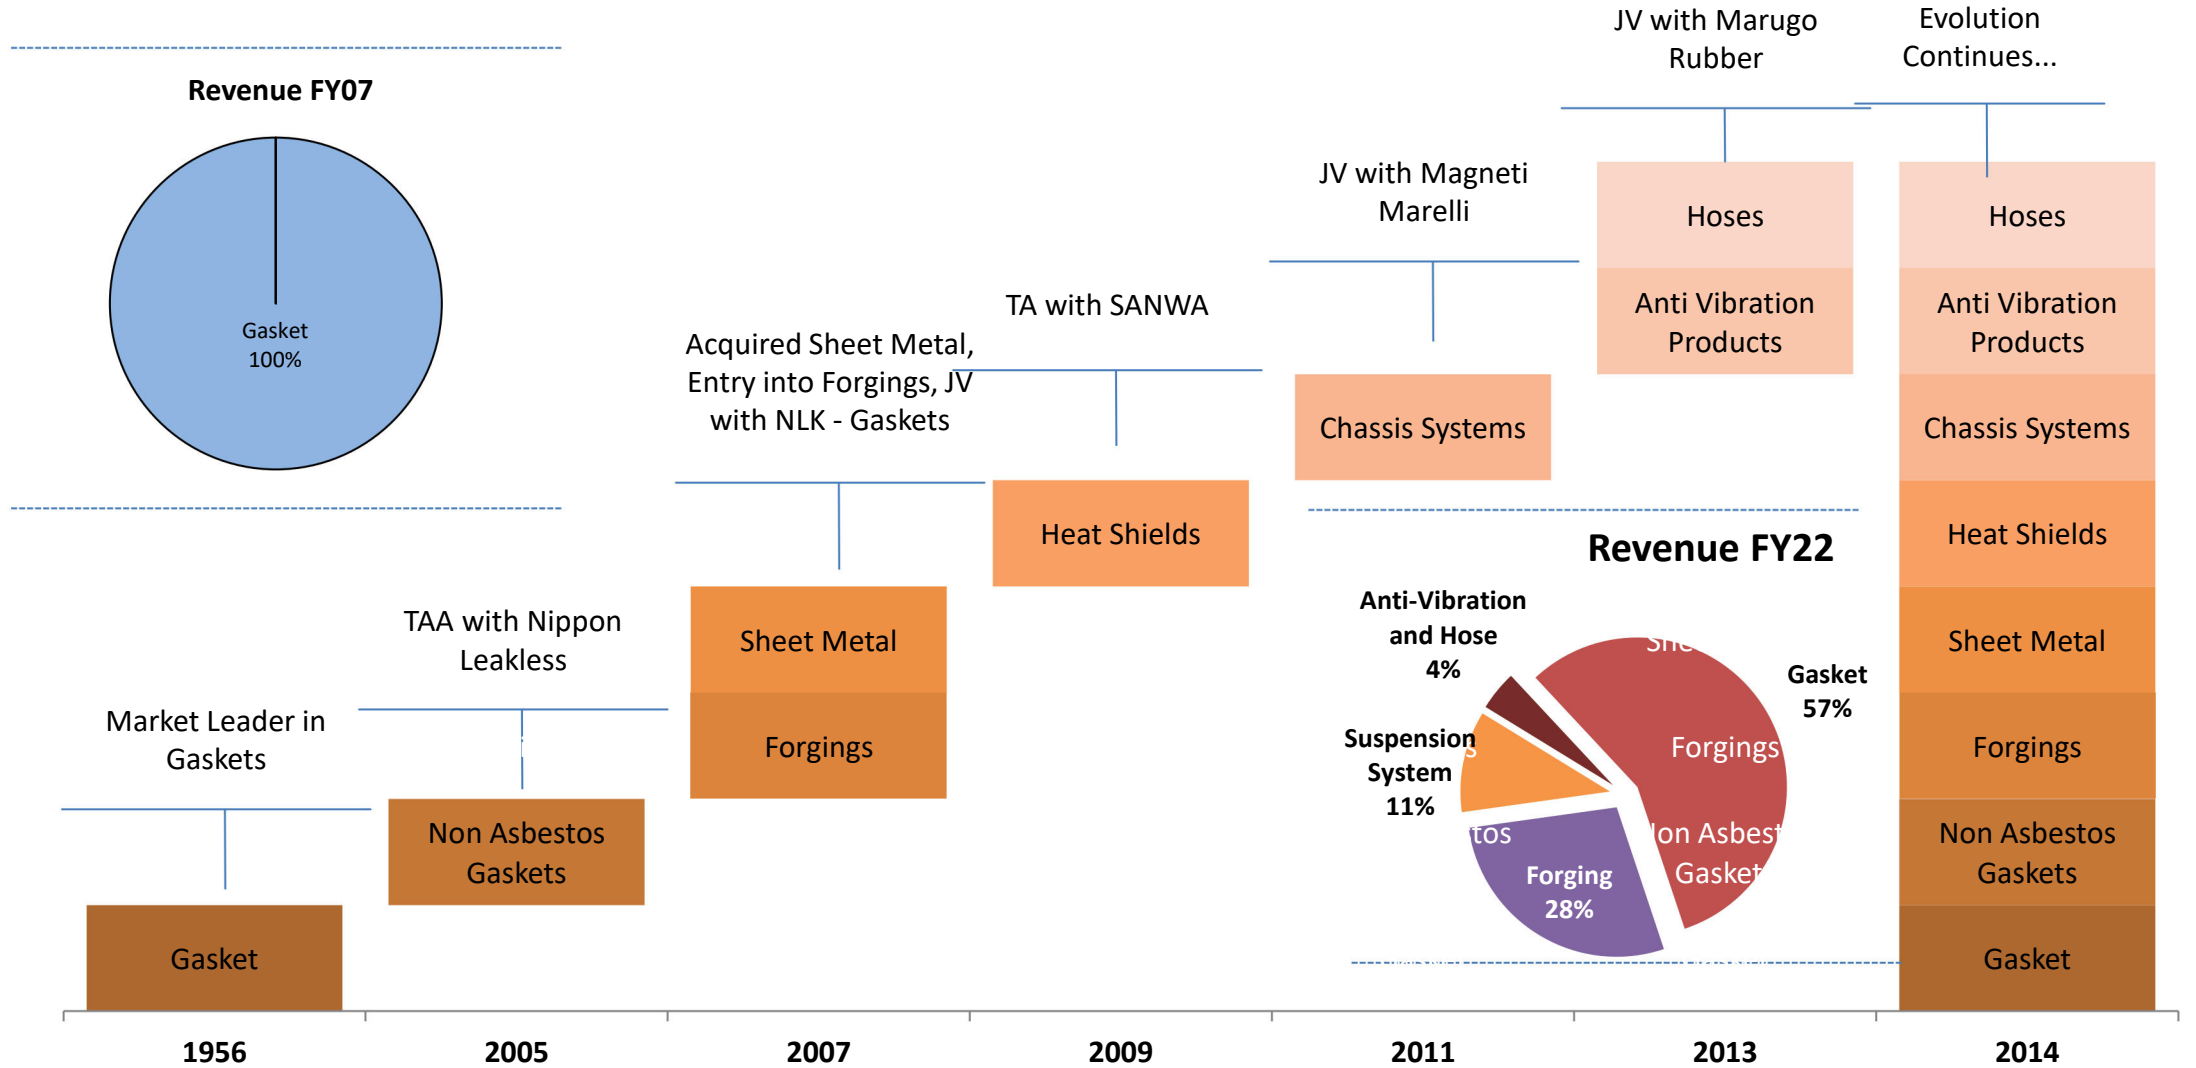 Revenue FY07
Gasket
100%
Market Leader in
Gaskets
Gasket
1956
TAA with Nippon
Leakless
Non Asbestos
Gaskets
2005
Acquired Sheet Metal,
Entry into Forgings, JV
with NLK - Gaskets
Sheet Metal
Forgings
2007
TA with SANWA
Heat Shields
2009
JV with Magneti
Marelli
Chassis Systems
2011
JV with Marugo
Rubber
Hoses
Anti Vibration
Products
2013
Evolution
Continues...
Hoses
Anti Vibration
Products
Chassis Systems
Heat Shields
Sheet Metal
Forgings
Non Asbestos
Gaskets
Gasket
2014
Revenue FY22
Anti-Vibration
and Hose
4%
Gasket
57%
Suspension
System
11%
Forging
28%
Forgings